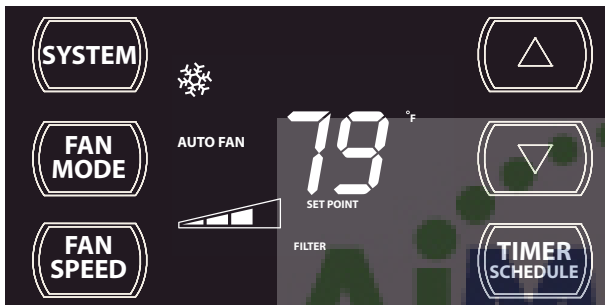 SYSTEM
AUTO FAN
FAN
MODE
79 °F
SET POINT
FAN
SPEED
FILTER
TIMER
SCHEDULE